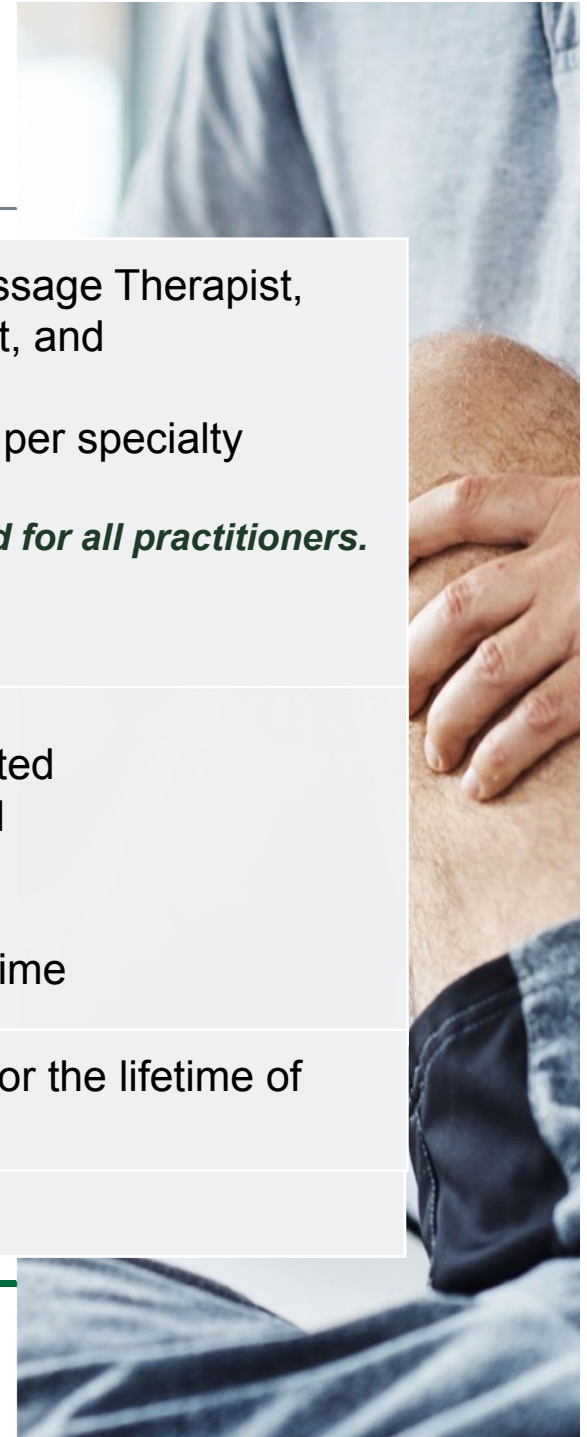 ssage Therapist,
t, and
per specialty
d for all practitioners.
ted
d
ime
or the lifetime of